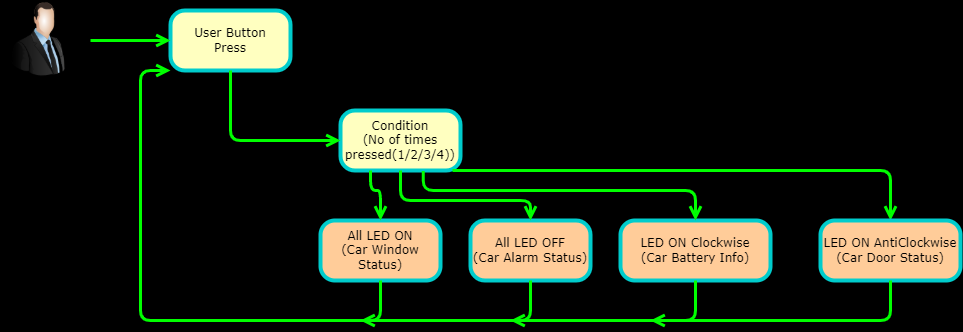 User Button
Press
Condition
(No of times
pressed(1/2/3/4))
All LED ON
(Car Window
Status)
All LED OFF
(Car Alarm Status)
LED ON Clockwise
(Car Battery Info)
LED ON AntiClockwise
(Car Door Status)